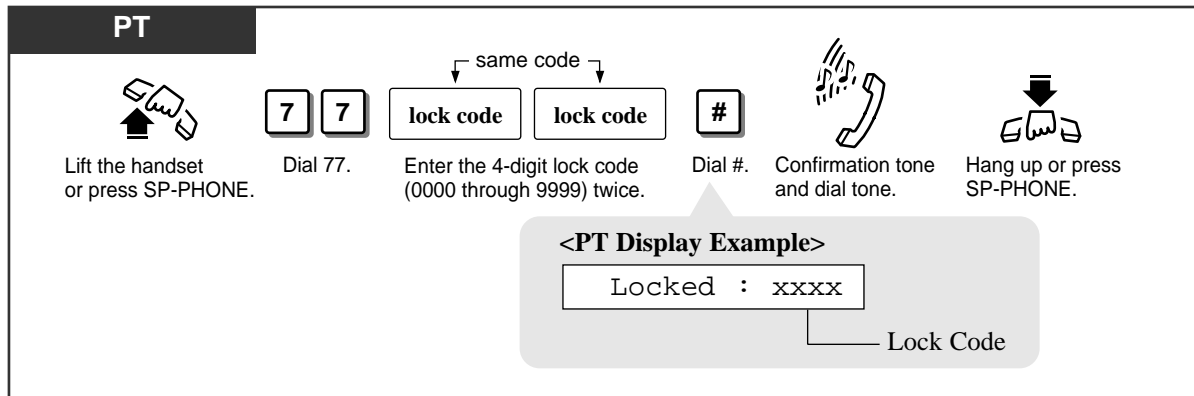 PT
same code
7 7 lock code lock code #
Lift the handset
or press SP-PHONE.
Dial 77.
Enter the 4-digit lock code
(0000 through 9999) twice.
Dial #.
Confirmation tone
and dial tone.
Hang up or press
SP-PHONE.
<PT Display Example>
Locked : xxxx
Lock Code